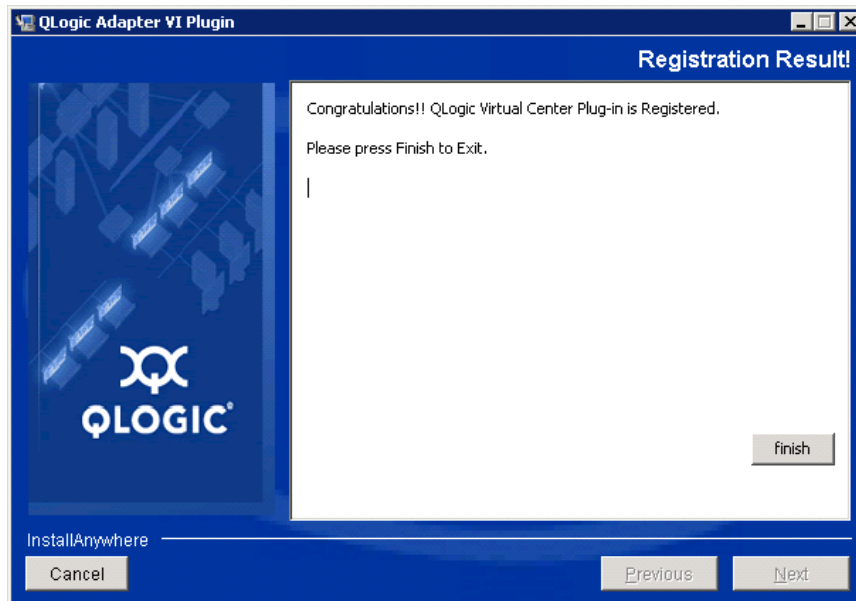 QLogic Adapter VI Plugin
Registration Result!
Congratulations!! QLogic Virtual Center Plug-in is Registered.
Please press Finish to Exit.
QLOGIC
finish
InstallAnywhere
Cancel
Previous
Next